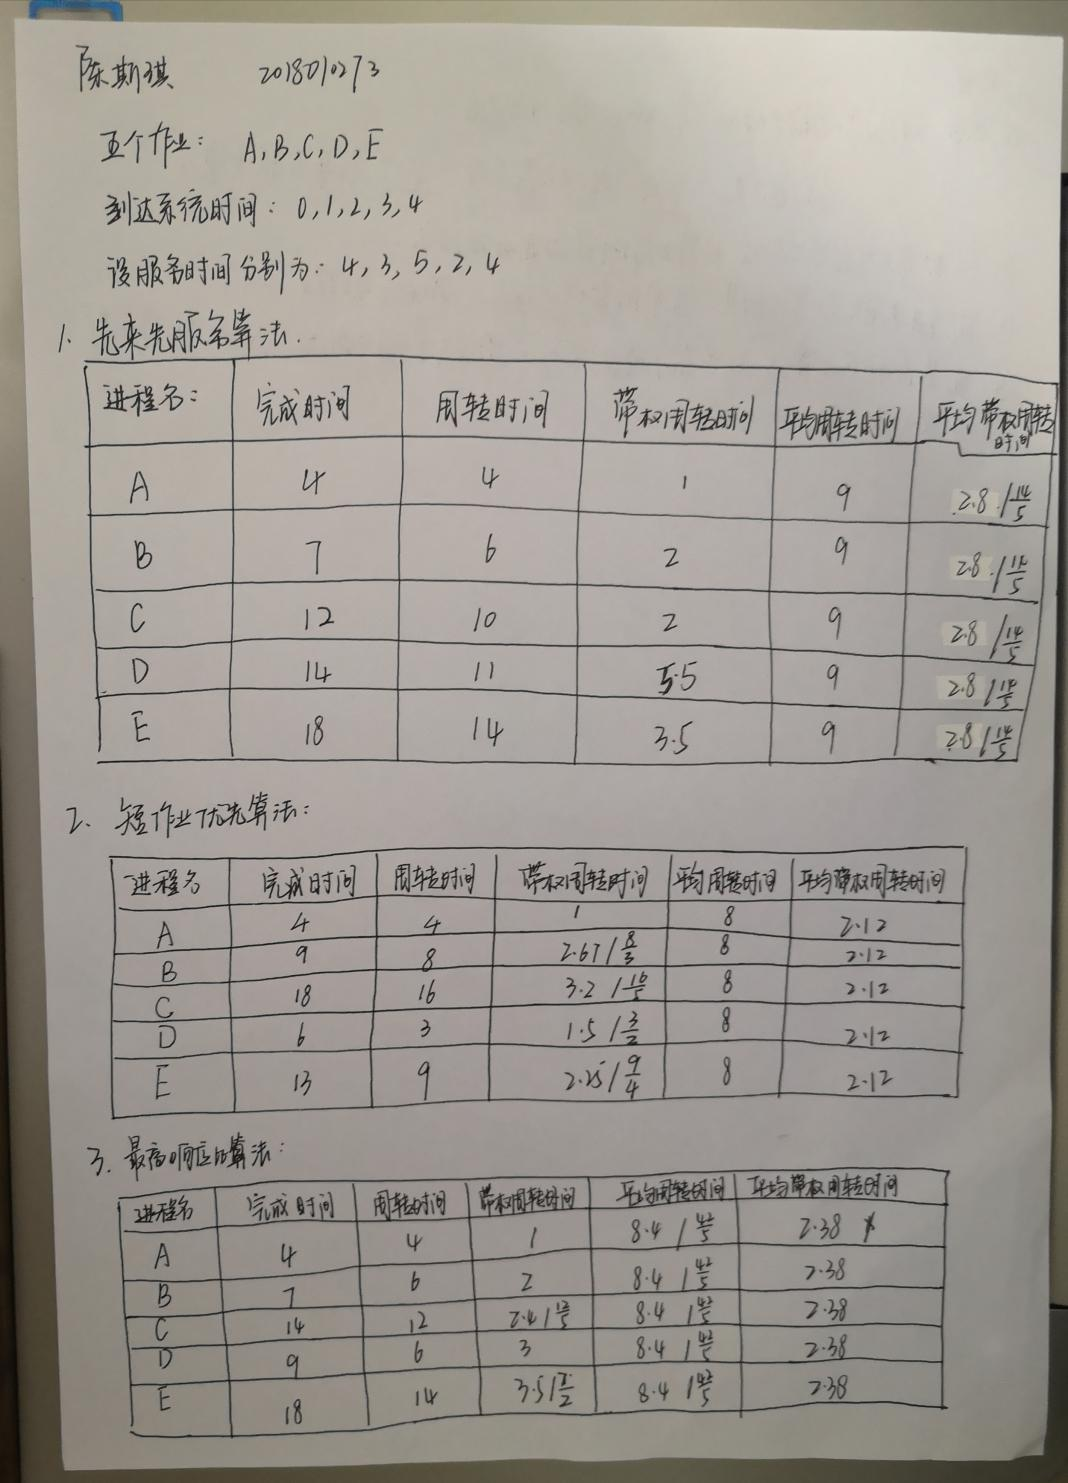 陈斯琪 2018010273
五个作业: A,B,C,D,E
到达系统时间: 0,1,2,3,4
设服务时间分别为: 4,3,5,2,4
1. 先来先服务算法.
进程名: 完成时间 周转时间 带权周转时间 平均周转时间 平均带权周转时间
A 4 4 1 9 2.8 / 14/5
B 7 6 2 9 2.8 / 14/5
C 12 10 2 9 2.8 / 14/5
D 14 11 5.5 9 2.8 / 14/5
E 18 14 3.5 9 2.8 / 14/5
2. 短作业优先算法:
进程名 完成时间 周转时间 带权周转时间 平均周转时间 平均带权周转时间
A 4 4 1 8 2.12
B 9 8 2.67 / 8/3 8 2.12
C 18 16 3.2 / 16/5 8 2.12
D 6 3 1.5 / 3/2 8 2.12
E 13 9 2.25 / 9/4 8 2.12
3. 最高响应比算法:
进程名 完成时间 周转时间 带权周转时间 平均周转时间 平均带权周转时间
A 4 4 1 8.4 / 42/5 2.38
B 7 6 2 8.4 / 42/5 2.38
C 14 12 2.4 / 12/5 8.4 / 42/5 2.38
D 9 6 3 8.4 / 42/5 2.38
E 18 14 3.5 / 7/2 8.4 / 42/5 2.38